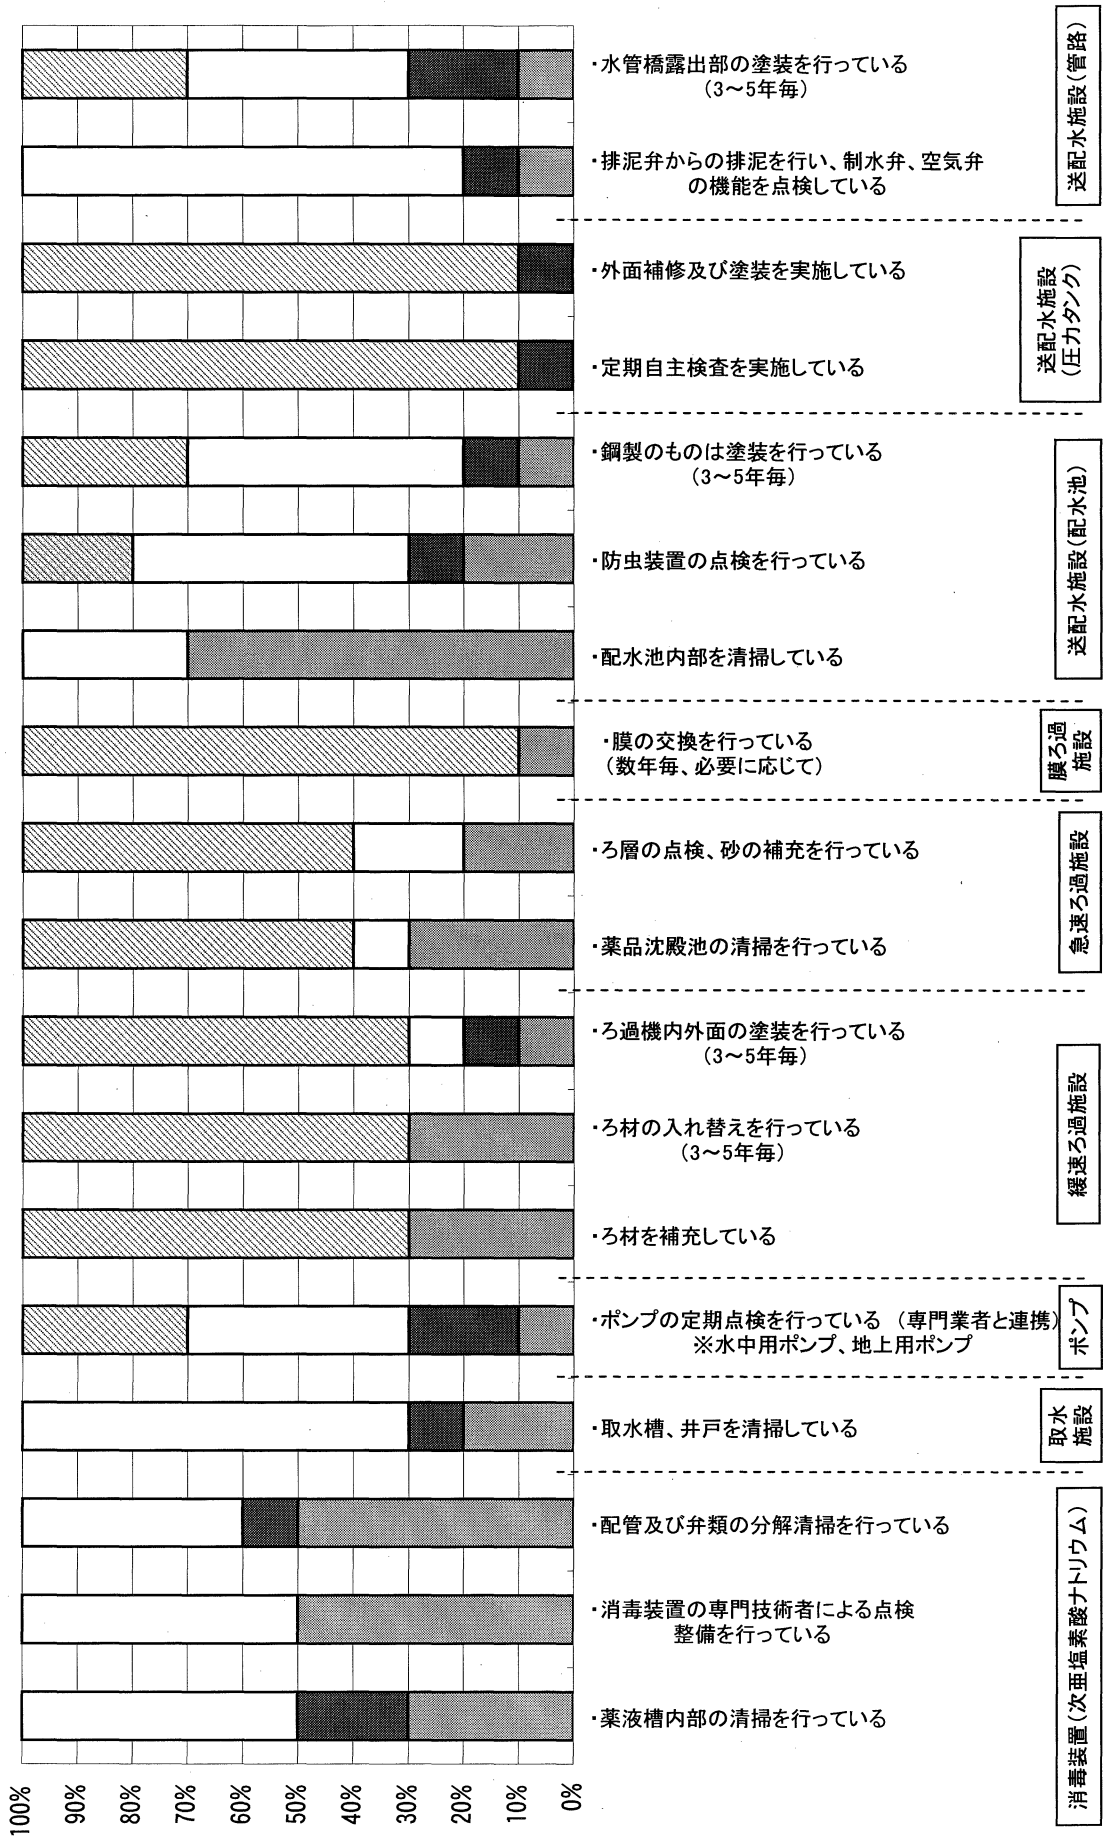 ・水管橋露出部の塗装を行っている
(3〜5年毎)
・排泥弁からの排泥を行い、制水弁、空気弁
の機能を点検している
送配水施設(管路)
・外面補修及び塗装を実施している
・定期自主検査を実施している
送配水施設
(圧力タンク)
・鋼製のものは塗装を行っている
(3〜5年毎)
・防虫装置の点検を行っている
・配水池内部を清掃している
送配水施設(配水池)
・膜の交換を行っている
(数年毎、必要に応じて)
膜ろ過
施設
・ろ層の点検、砂の補充を行っている
・薬品沈殿池の清掃を行っている
急速ろ過施設
・ろ過機内外面の塗装を行っている
(3〜5年毎)
・ろ材の入れ替えを行っている
(3〜5年毎)
・ろ材を補充している
緩速ろ過施設
・ポンプの定期点検を行っている (専門業者と連携)
※水中用ポンプ、地上用ポンプ
ポンプ
・取水槽、井戸を清掃している
取水
施設
・配管及び弁類の分解清掃を行っている
・消毒装置の専門技術者による点検
整備を行っている
・薬液槽内部の清掃を行っている
消毒装置(次亜塩素酸ナトリウム)
100%
90%
80%
70%
60%
50%
40%
30%
20%
10%
0%